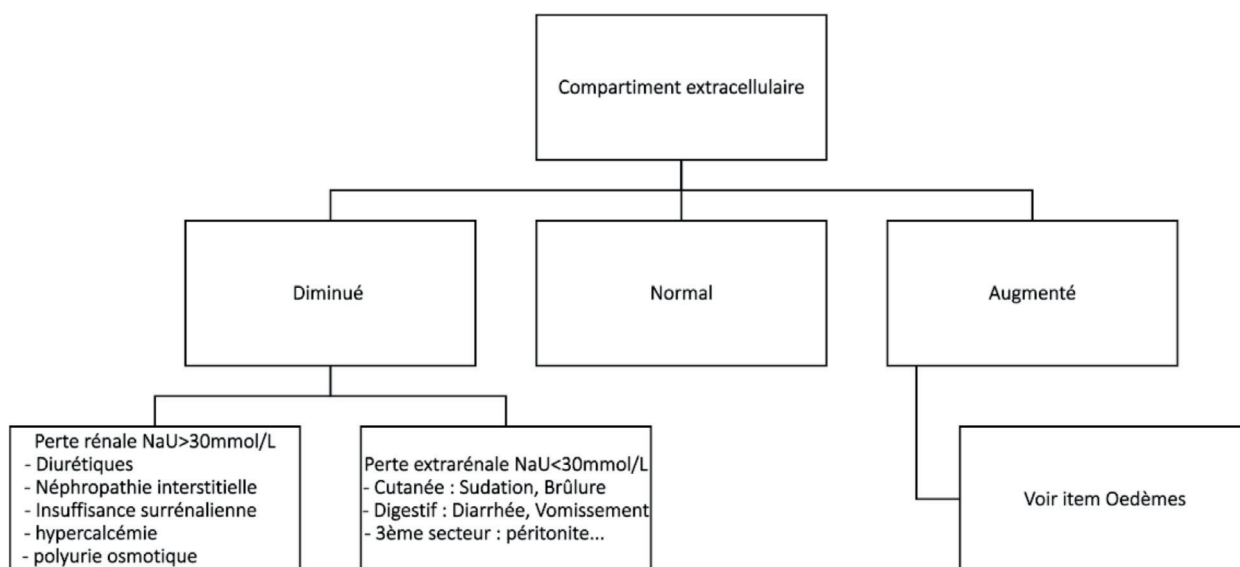 Compartiment extracellulaire
Diminué
Normal
Augmenté
Perte rénale NaU>30mmol/L
- Diurétiques
- Néphropathie interstitielle
- Insuffisance surrénalienne
- hypercalcémie
- polyurie osmotique
Perte extrarénale NaU<30mmol/L
- Cutanée : Sudation, Brûlure
- Digestif : Diarrhée, Vomissement
- 3ème secteur : péritonite...
Voir item Oedèmes